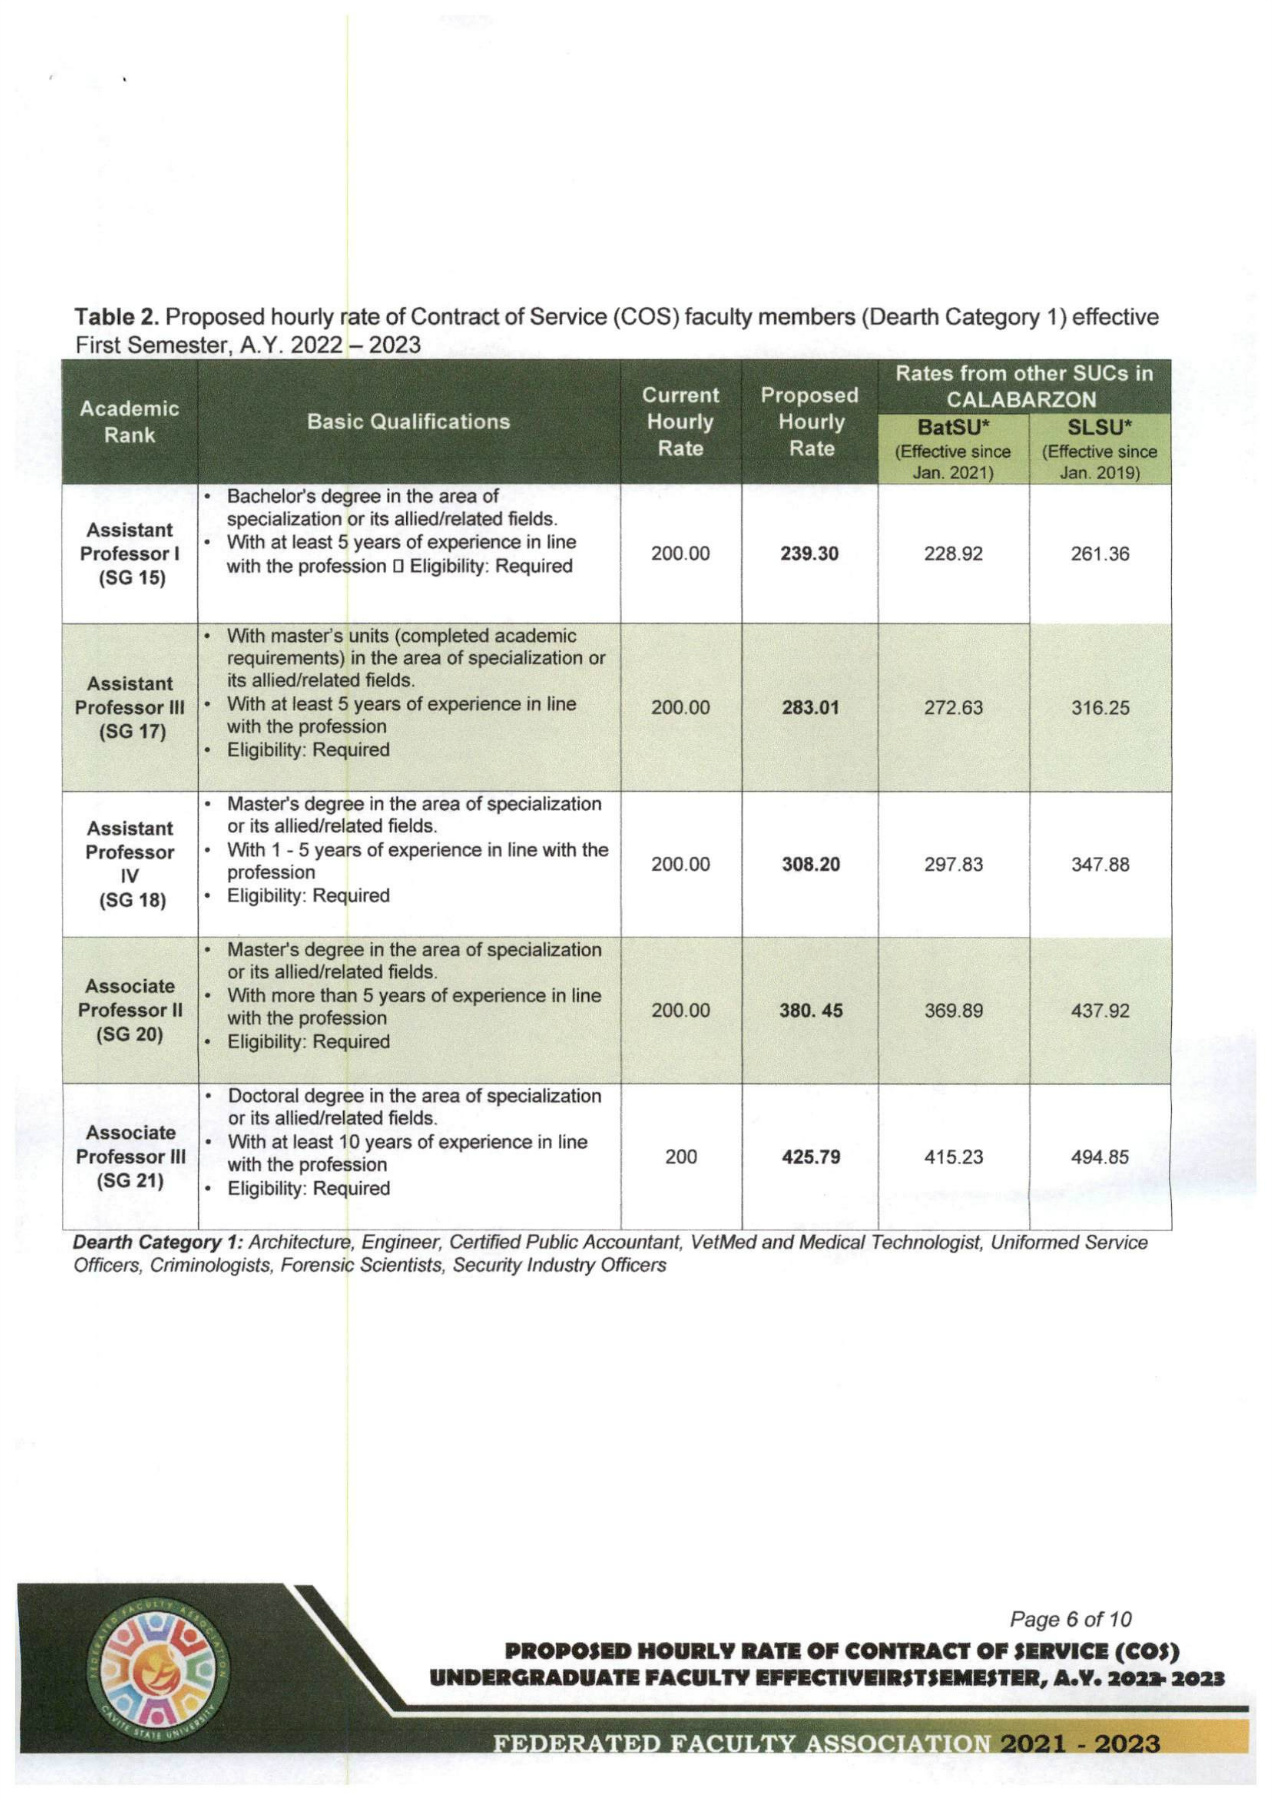 Table 2. Proposed hourly rate of Contract of Service (COS) faculty members (Dearth Category 1) effective
First Semester, A.Y. 2022 – 2023
Academic
Rank
Basic Qualifications
Current
Hourly
Rate
Proposed
Hourly
Rate
Rates from other SUCs in
CALABARZON
BatSU*
(Effective since
Jan. 2021)
SLSU*
(Effective since
Jan. 2019)
Assistant
Professor I
(SG 15)
• Bachelor's degree in the area of
specialization or its allied/related fields.
• With at least 5 years of experience in line
with the profession ▯ Eligibility: Required
200.00
239.30
228.92
261.36
Assistant
Professor III
(SG 17)
• With master's units (completed academic
requirements) in the area of specialization or
its allied/related fields.
• With at least 5 years of experience in line
with the profession
• Eligibility: Required
200.00
283.01
272.63
316.25
Assistant
Professor
IV
(SG 18)
• Master's degree in the area of specialization
or its allied/related fields.
• With 1 - 5 years of experience in line with the
profession
• Eligibility: Required
200.00
308.20
297.83
347.88
Associate
Professor II
(SG 20)
• Master's degree in the area of specialization
or its allied/related fields.
• With more than 5 years of experience in line
with the profession
• Eligibility: Required
200.00
380. 45
369.89
437.92
Associate
Professor III
(SG 21)
• Doctoral degree in the area of specialization
or its allied/related fields.
• With at least 10 years of experience in line
with the profession
• Eligibility: Required
200
425.79
415.23
494.85
Dearth Category 1: Architecture, Engineer, Certified Public Accountant, VetMed and Medical Technologist, Uniformed Service
Officers, Criminologists, Forensic Scientists, Security Industry Officers
FEDERATED FACULTY ASSOCIATION
CAVITE STATE UNIVERSITY
Page 6 of 10
PROPOSED HOURLY RATE OF CONTRACT OF SERVICE (COS)
UNDERGRADUATE FACULTY EFFECTIVEIRSTSEMESTER, A.Y. 2022- 2023
FEDERATED FACULTY ASSOCIATION 2021 - 2023